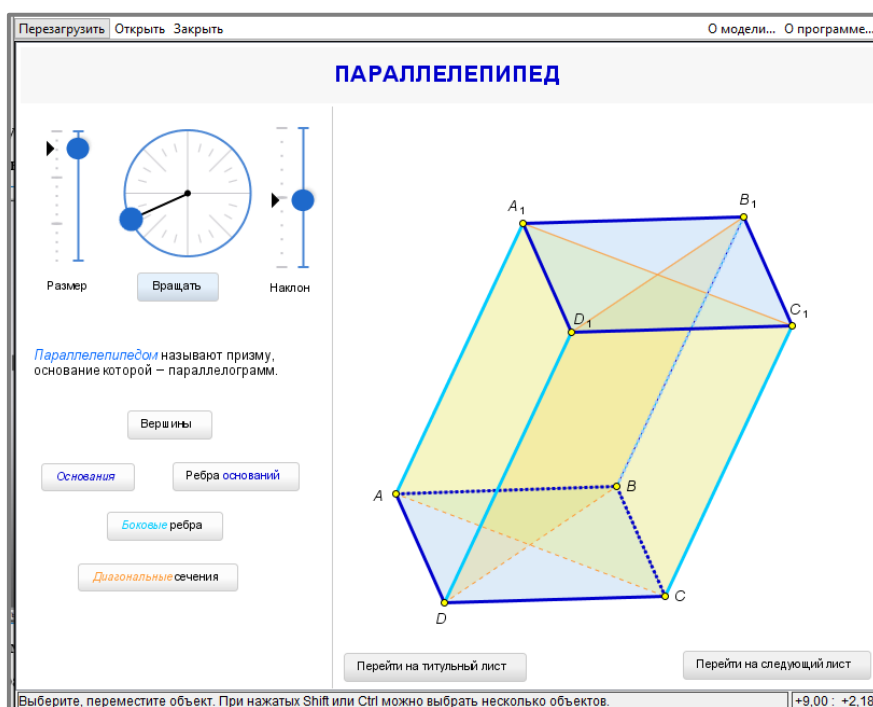 Перезагрузить Открыть Закрыть О модели... О программе...
ПАРАЛЛЕЛЕПИПЕД
Размер
Вращать
Наклон
Параллелепипедом называют призму,
основание которой – параллелограмм.
Вершины
Основания
Ребра оснований
Боковые ребра
Диагональные сечения
A1
B1
D1
C1
A
B
C
D
Перейти на титульный лист
Перейти на следующий лист
Выберите, переместите объект. При нажатых Shift или Ctrl можно выбрать несколько объектов.
+9,00 : +2,18